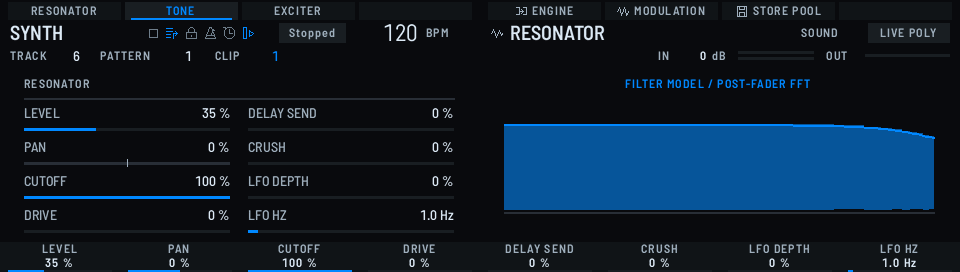 RESONATOR TONE EXCITER ENGINE MODULATION STORE POOL
SYNTH Stopped 120 BPM RESONATOR SOUND LIVE POLY
TRACK 6 PATTERN 1 CLIP 1 IN 0 dB OUT
RESONATOR FILTER MODEL / POST-FADER FFT
LEVEL 35 % DELAY SEND 0 %
PAN 0 % CRUSH 0 %
CUTOFF 100 % LFO DEPTH 0 %
DRIVE 0 % LFO HZ 1.0 Hz
LEVEL PAN CUTOFF DRIVE DELAY SEND CRUSH LFO DEPTH LFO HZ
35 % 0 % 100 % 0 % 0 % 0 % 0 % 1.0 Hz